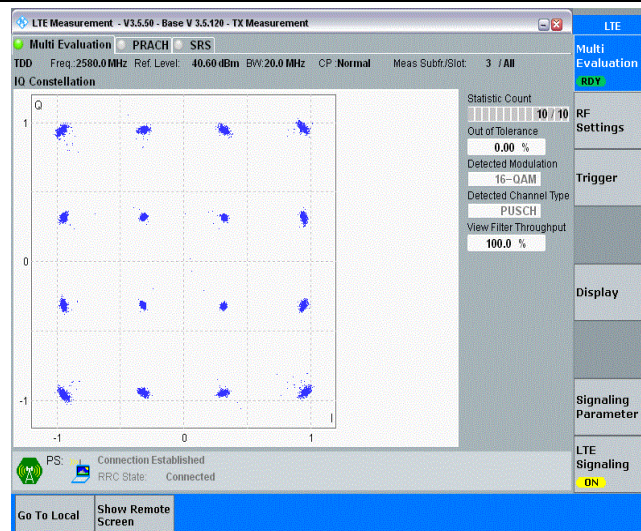 LTE Measurement - V3.5.50 - Base V 3.5.120 - TX Measurement
LTE
Multi Evaluation PRACH SRS
TDD Freq.:2580.0 MHz Ref. Level: 40.60 dBm BW:20.0 MHz CP :Normal Meas Subfr./Slot: 3 / All
IQ Constellation
Q
1
0
-1
I
-1 0 1
Statistic Count
10 / 10
Out of Tolerance
0.00 %
Detected Modulation
16-QAM
Detected Channel Type
PUSCH
View Filter Throughput
100.0 %
Multi
Evaluation
RDY
RF
Settings
Trigger
Display
Signaling
Parameter
LTE
Signaling
ON
PS: Connection Established
RRC State: Connected
Go To Local
Show Remote
Screen